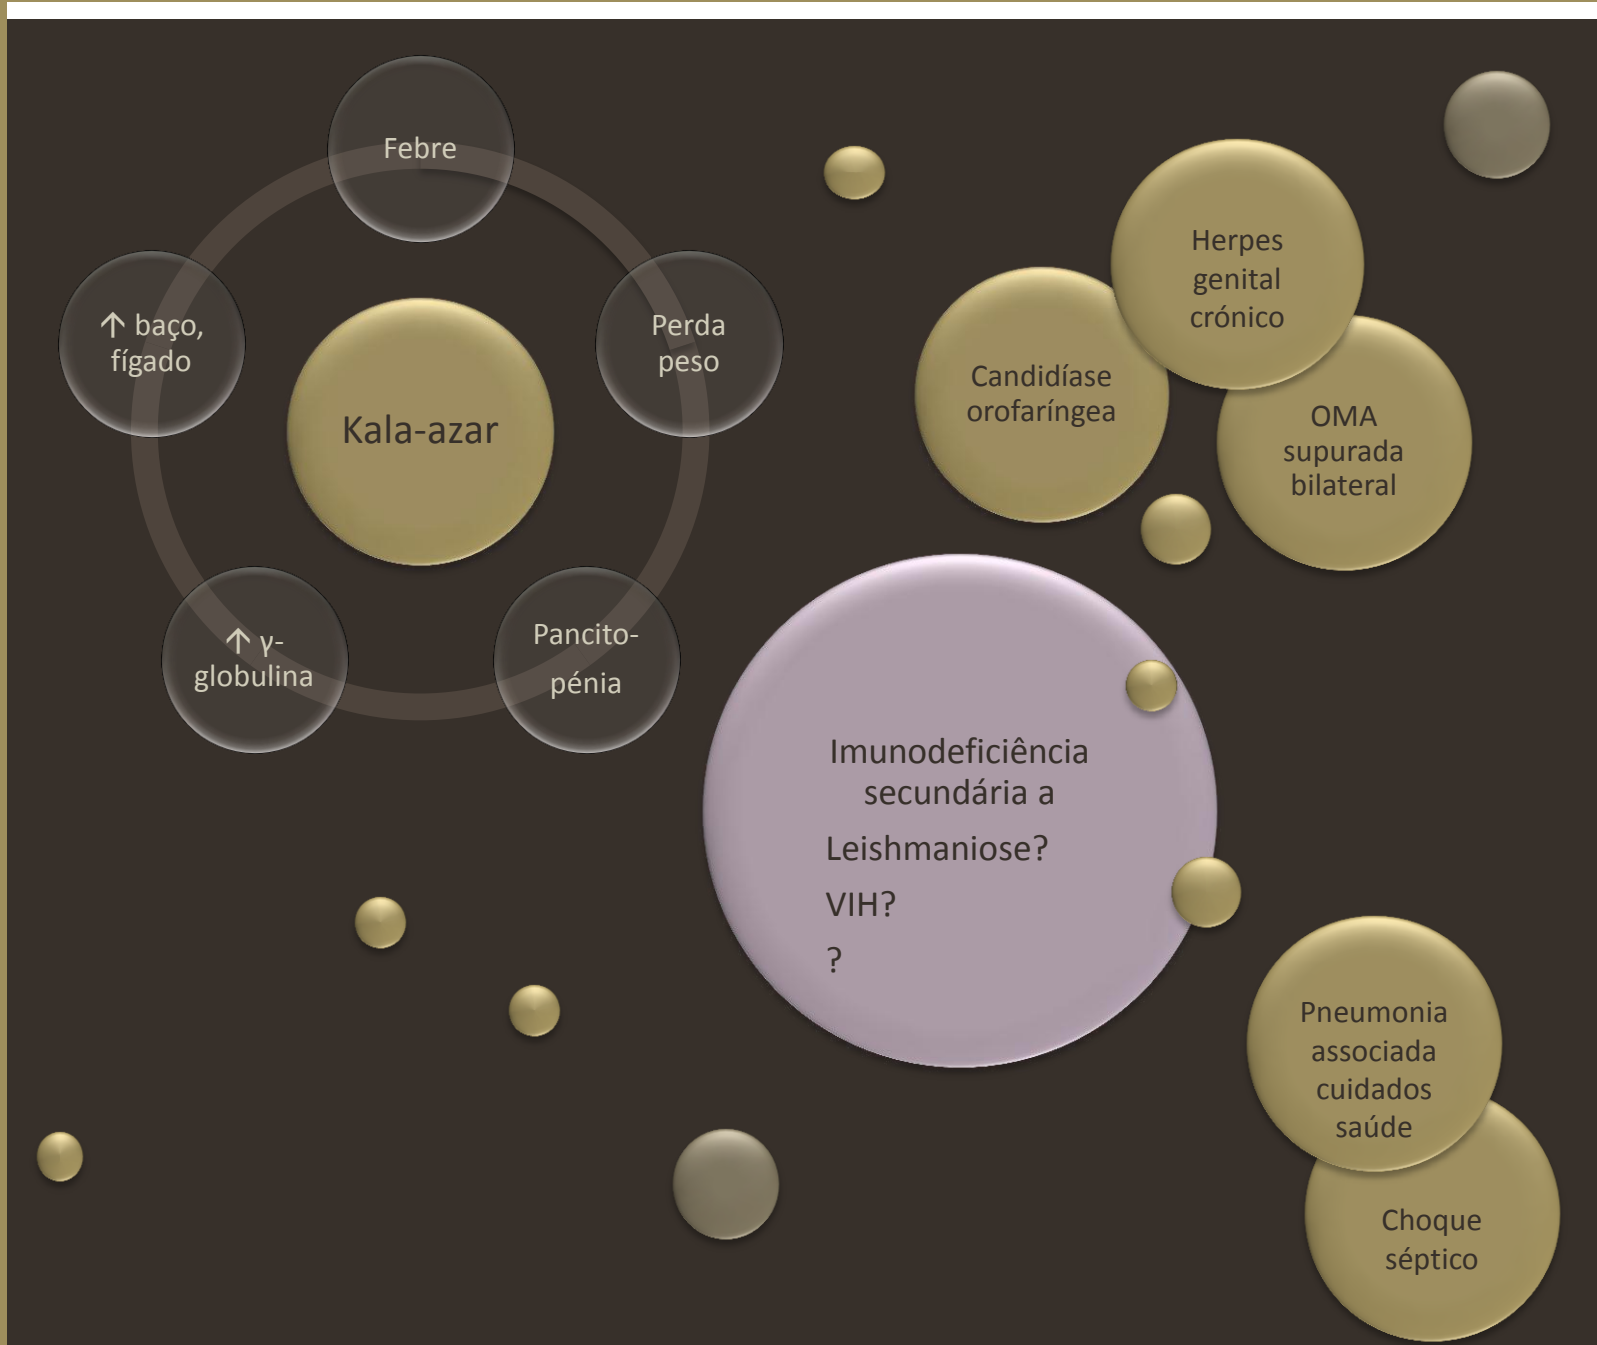 Febre
↑ baço,
fígado
Perda
peso
Kala-azar
↑ γ-
globulina
Pancito-
pénia
Herpes
genital
crónico
Candidíase
orofaríngea
OMA
supurada
bilateral
Imunodeficiência
secundária a
Leishmaniose?
VIH?
?
Pneumonia
associada
cuidados
saúde
Choque
séptico